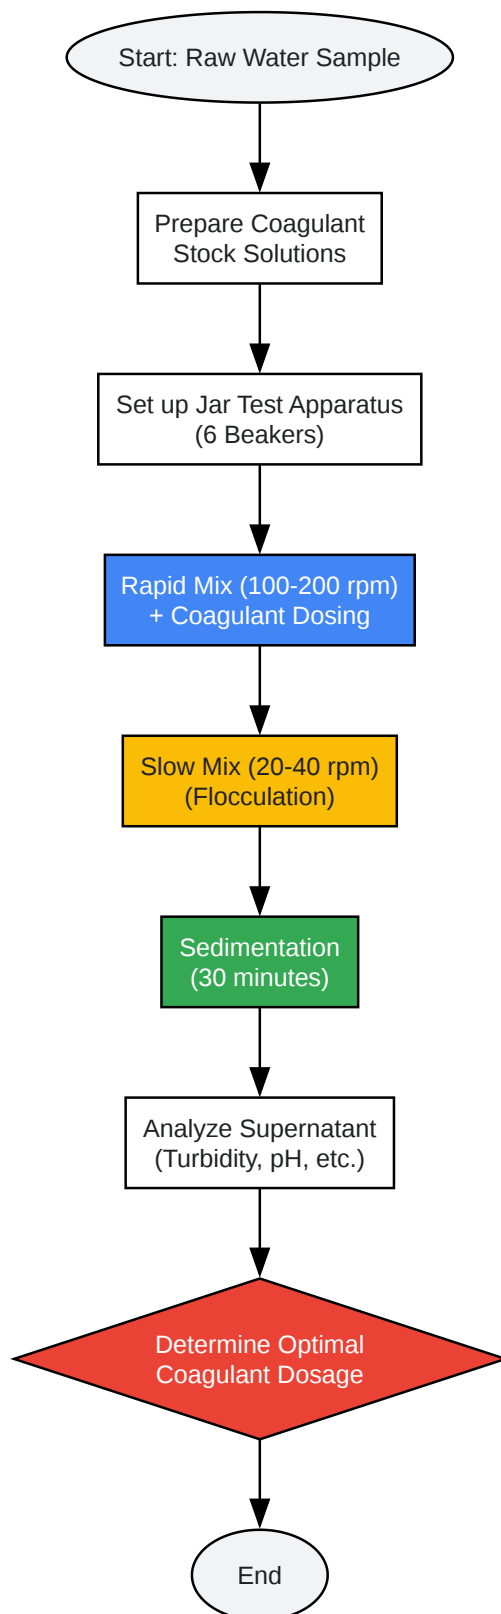 Start: Raw Water Sample
Prepare Coagulant
Stock Solutions
Set up Jar Test Apparatus
(6 Beakers)
Rapid Mix (100-200 rpm)
+ Coagulant Dosing
Slow Mix (20-40 rpm)
(Flocculation)
Sedimentation
(30 minutes)
Analyze Supernatant
(Turbidity, pH, etc.)
Determine Optimal
Coagulant Dosage
End